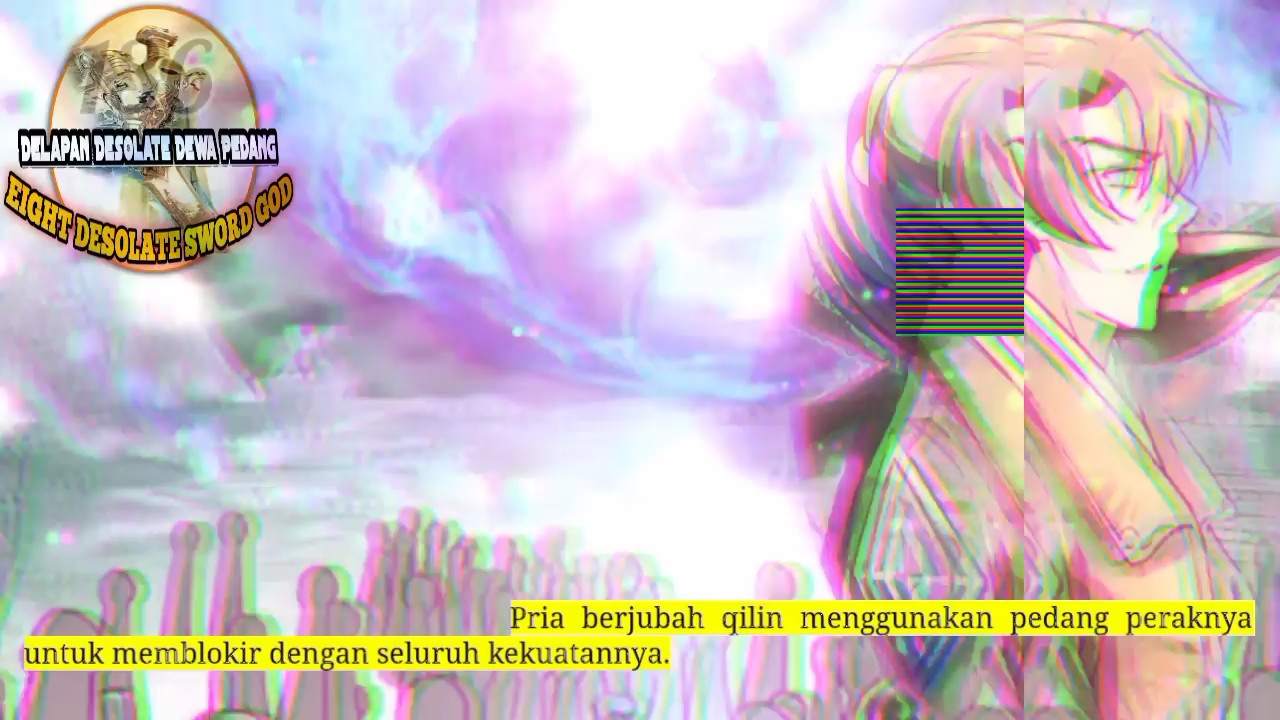 DELAPAN DESOLATE DEWA PEDANG
EIGHT DESOLATE SWORD GOD
Pria berjubah qilin menggunakan pedang peraknya
untuk memblokir dengan seluruh kekuatannya.